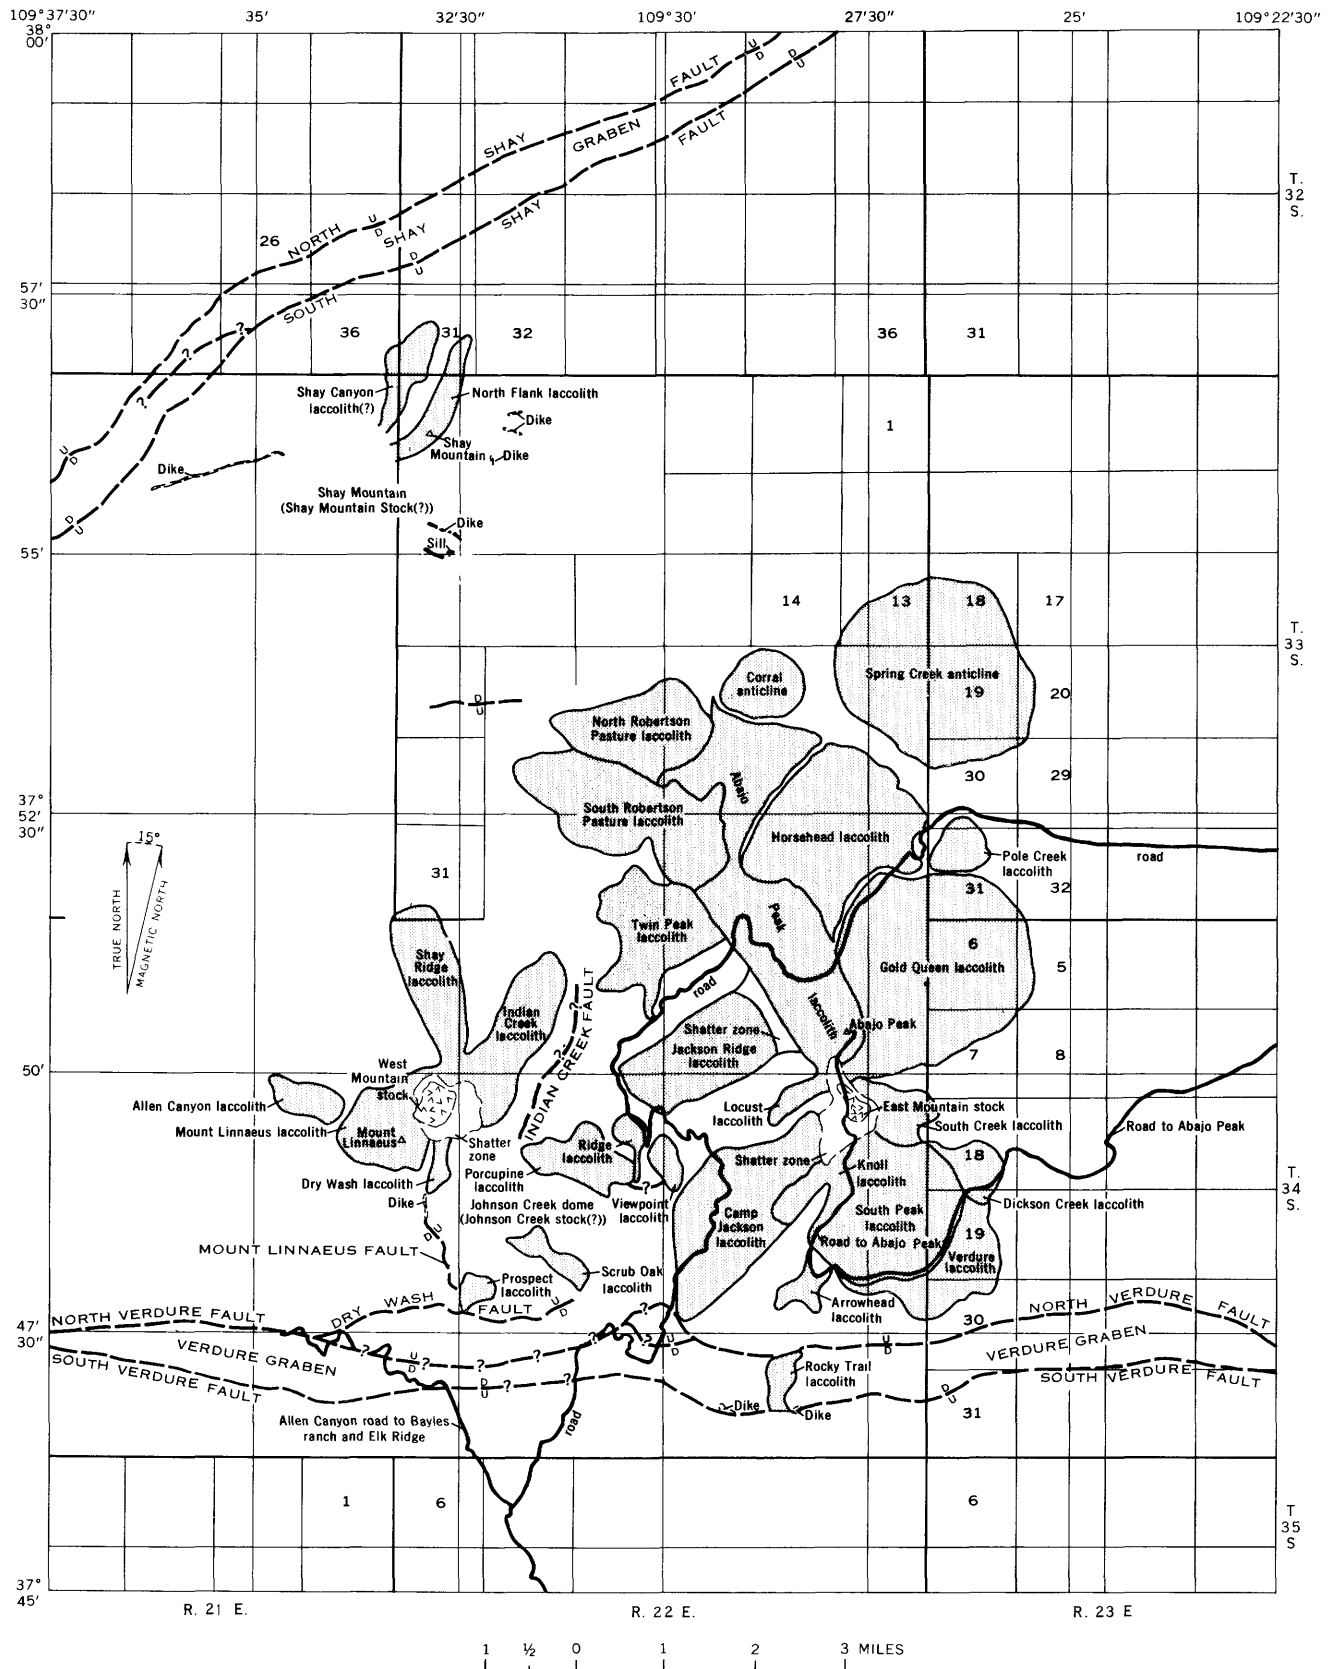 109°37'30"
35'
32'30"
109°30'
27'30"
25'
109°22'30"
38°
00'
U
D
FAULT
D
U
SHAY
GRABEN
FAULT
T.
32
S.
26
NORTH
U
D
SHAY
SHAY
D
U
57'
30"
SOUTH
?
36
31
32
36
31
?
Shay Canyon
laccolith(?)
North Flank laccolith
?
Dike
1
Shay
Mountain
Dike
U
D
Dike
Shay Mountain
(Shay Mountain Stock(?))
D
U
Dike
Sill
55'
14
13
18
17
T.
33
S.
Corral
anticline
Spring Creek anticline
19
20
D
U
North Robertson
Pasture laccolith
30
29
Abajo
37°
52'
30"
South Robertson
Pasture laccolith
Horsehead laccolith
15°
Pole Creek
laccolith
road
31
31
32
TRUE NORTH
MAGNETIC NORTH
Twin Peak
laccolith
Peak
6
5
Shay
Ridge
laccolith
Gold Queen laccolith
road
?
Indian
Creek
laccolith
laccolith
Abajo Peak
Shatter zone
Jackson Ridge
laccolith
7
8
?
INDIAN CREEK FAULT
50'
West
Mountain
stock
Allen Canyon laccolith
Locust
laccolith
East Mountain stock
South Creek laccolith
Road to Abajo Peak
Mount Linnaeus laccolith
Mount
Linnaeus
Shatter
zone
Ridge
laccolith
Shatter zone
Knoll
laccolith
18
Dry Wash laccolith
Porcupine
laccolith
?
T.
34
S.
Dike
Johnson Creek dome
(Johnson Creek stock(?))
Viewpoint
laccolith
Camp
Jackson
laccolith
South Peak
laccolith
Dickson Creek laccolith
D
U
Road to Abajo Peak
19
Verdure
laccolith
MOUNT LINNAEUS FAULT
Prospect
laccolith
Scrub Oak
laccolith
Arrowhead
laccolith
NORTH VERDURE FAULT
DRY WASH FAULT
U
D
?
30
NORTH VERDURE FAULT
47'
30"
VERDURE GRABEN
?
U
D
?
?
?
?
?
U
D
U
D
VERDURE GRABEN
SOUTH VERDURE FAULT
D
U
?
?
Rocky Trail
laccolith
D
U
SOUTH VERDURE FAULT
Allen Canyon road to Bayles
ranch and Elk Ridge
road
Dike
Dike
31
1
6
6
T
35
S
37°
45'
R. 21 E.
R. 22 E.
R. 23 E
1 ½ 0 1 2 3 MILES